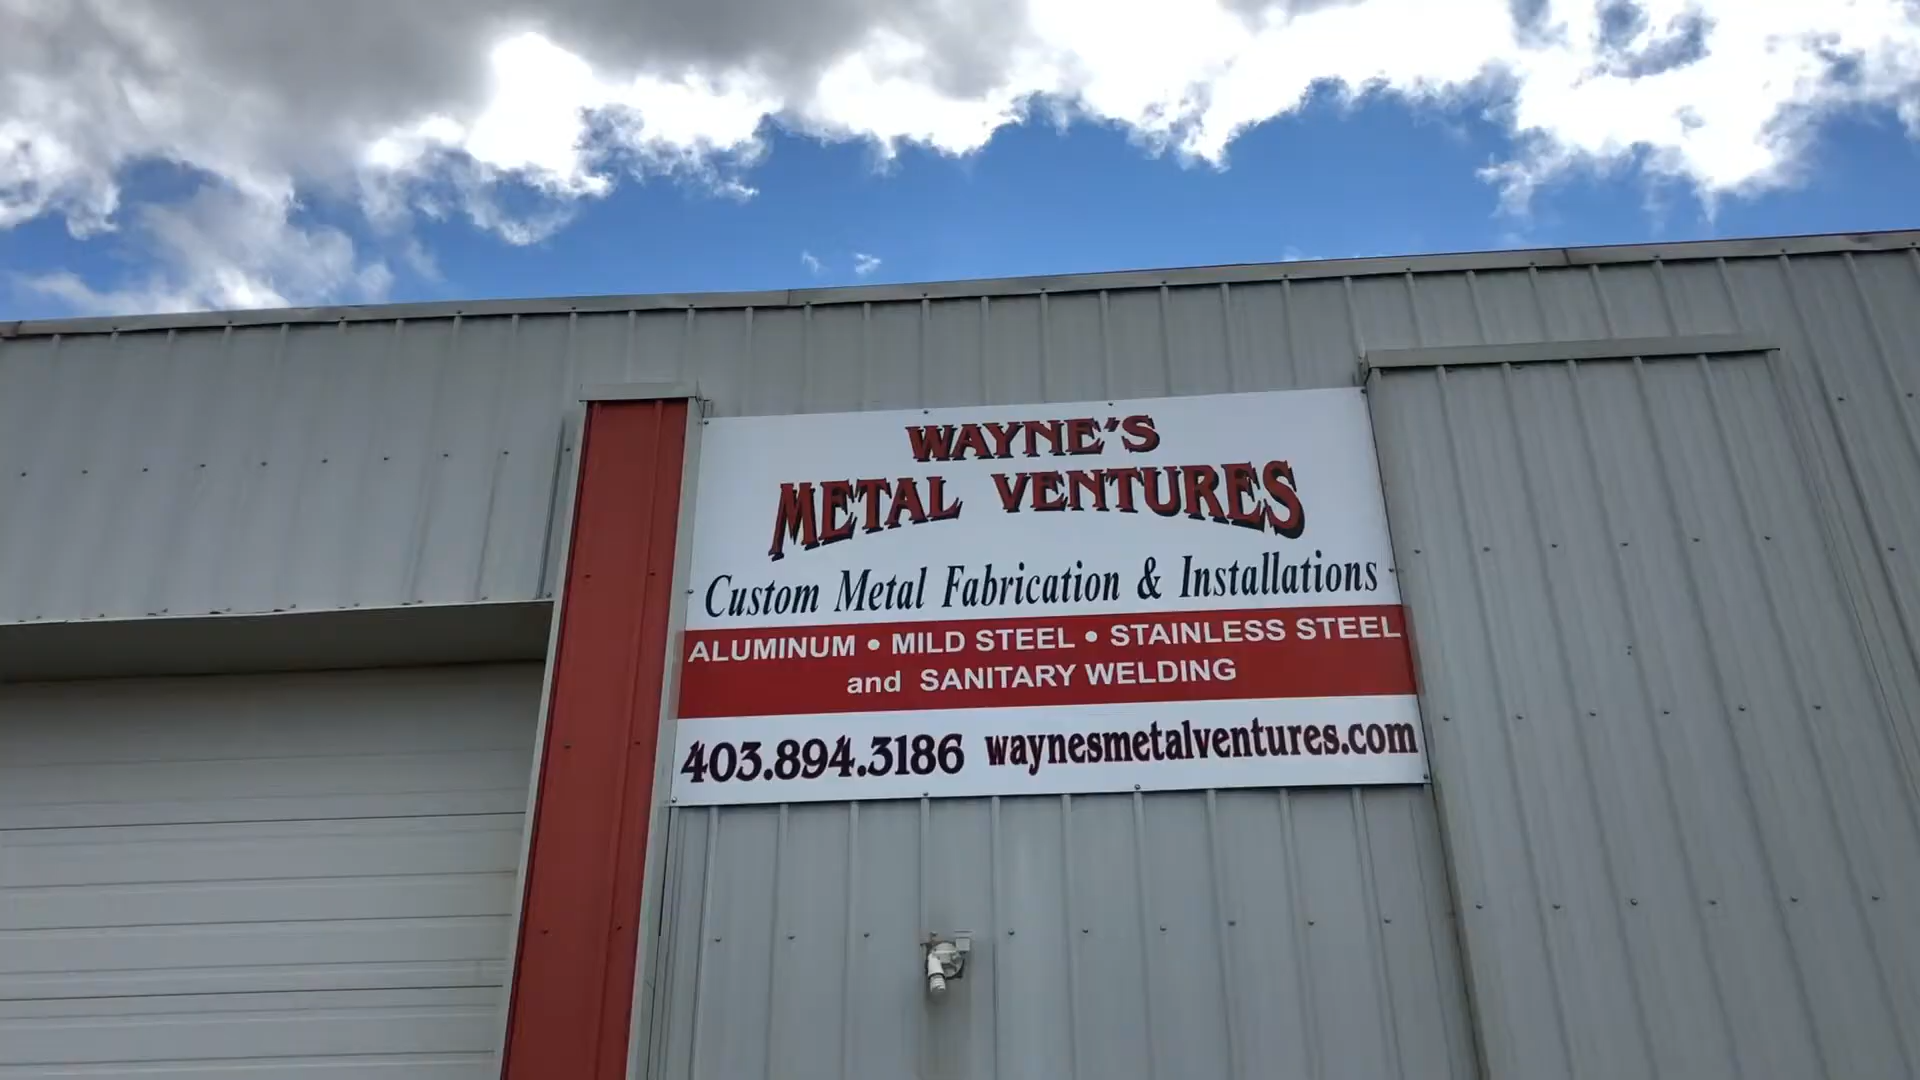 WAYNE'S
METAL VENTURES
Custom Metal Fabrication & Installations
ALUMINUM • MILD STEEL • STAINLESS STEEL
and SANITARY WELDING
403.894.3186 waynesmetalventures.com